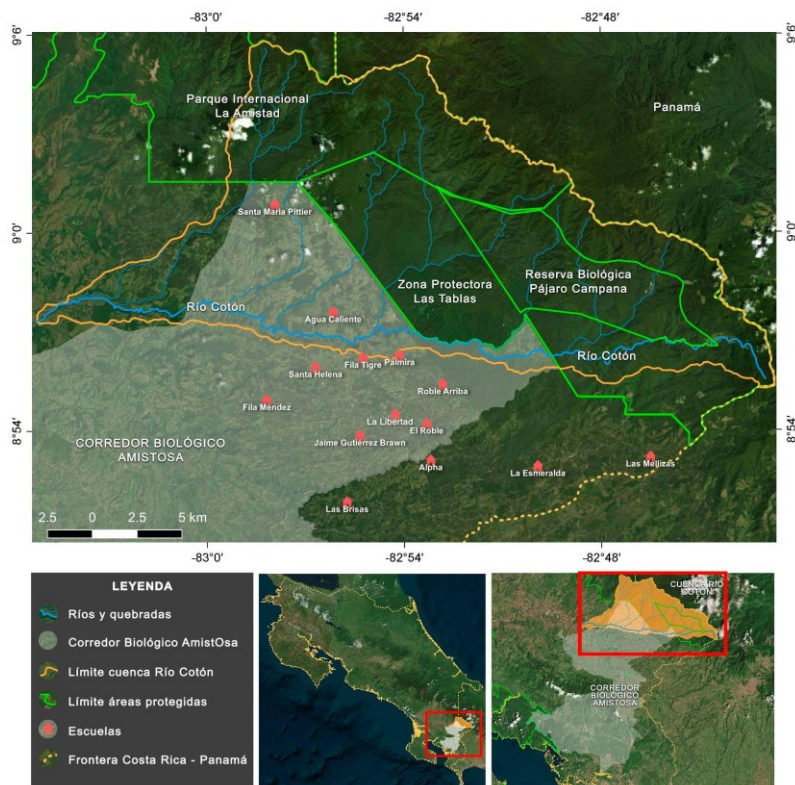 -83°0
-82°54
-82°48
9°6'
9°6'
Parque Internacional
La Amistad
Panamá
Santa María Pittier
9°0
9°0
Zona Protectora
Las Tablas
Reserva Biológica
Pájaro Campana
Río Cotón
Agua Caliente
Río Cotón
Fila Tigre
Palmira
Santa Helena
Roble Arriba
Fila Méndez
La Libertad
El Roble
8°54
8°54
CORREDOR BIOLÓGICO
AMISTOSA
Jaime Gutiérrez Brawn
Alpha
La Esmeralda
Las Mellizas
Las Brisas
2.5 0 2.5 5 km
-83°0
-82°54
-82°48
LEYENDA
Ríos y quebradas
Corredor Biológico AmistOsa
Límite cuenca Río Cotón
Límite áreas protegidas
Escuelas
Frontera Costa Rica - Panamá
CUENCA RÍO
COTÓN
CORREDOR
BIOLÓGICO
AMISTOSA